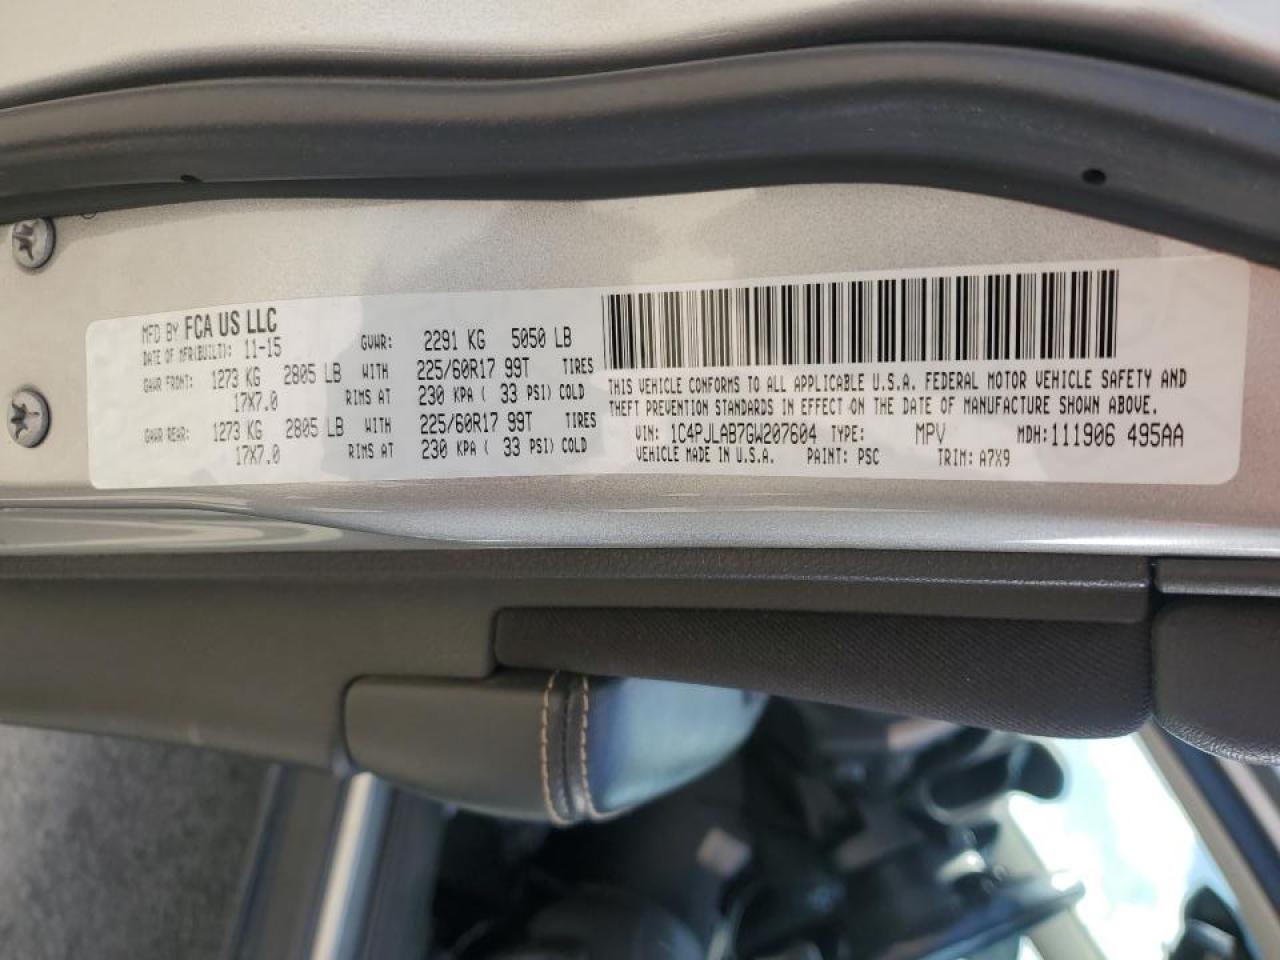 MFD BY FCA US LLC
DATE OF MFR(BUILT): 11-15
GVWR: 2291 KG 5050 LB
GAWR FRONT: 1273 KG 2805 LB WITH 225/60R17 99T TIRES
17X7.0 RIMS AT 230 KPA ( 33 PSI) COLD
GAWR REAR: 1273 KG 2805 LB WITH 225/60R17 99T TIRES
17X7.0 RIMS AT 230 KPA ( 33 PSI) COLD
THIS VEHICLE CONFORMS TO ALL APPLICABLE U.S.A. FEDERAL MOTOR VEHICLE SAFETY AND
THEFT PREVENTION STANDARDS IN EFFECT ON THE DATE OF MANUFACTURE SHOWN ABOVE.
VIN: 1C4PJLAB7GW207604 TYPE: MPV MDH:111906 495AA
VEHICLE MADE IN U.S.A. PAINT: PSC TRIM: A7X9